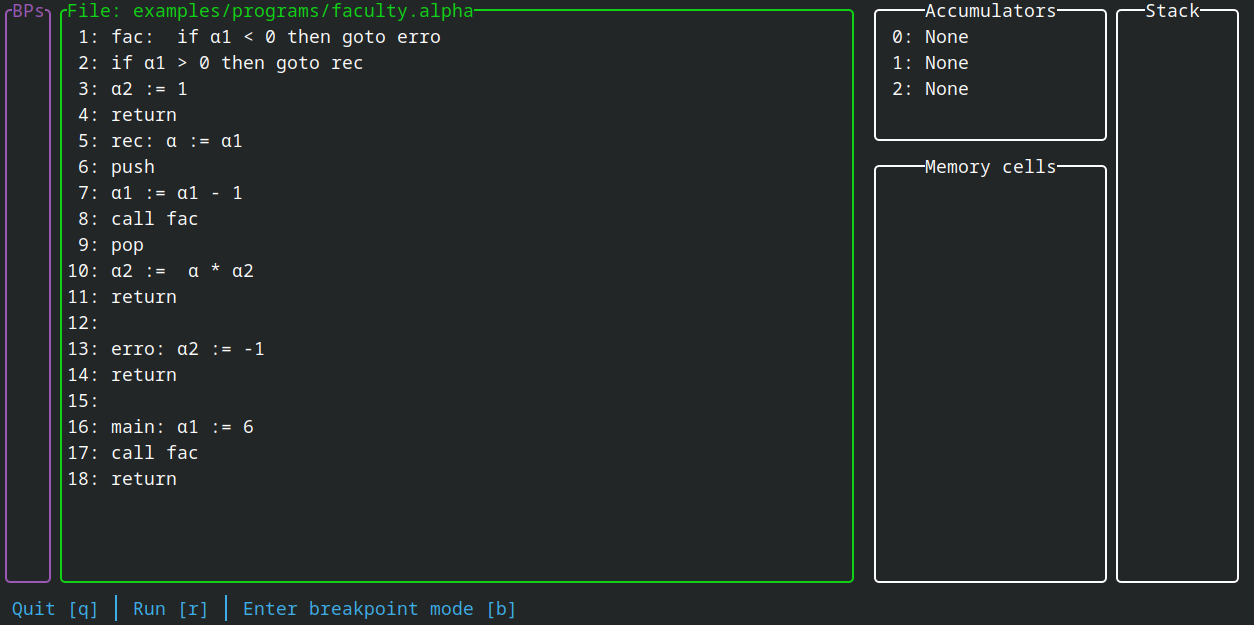 BPs
File: examples/programs/faculty.alpha
1: fac:  if α1 < 0 then goto erro
2: if α1 > 0 then goto rec
3: α2 := 1
4: return
5: rec: α := α1
6: push
7: α1 := α1 - 1
8: call fac
9: pop
10: α2 :=  α * α2
11: return
12:
13: erro: α2 := -1
14: return
15:
16: main: α1 := 6
17: call fac
18: return
Accumulators
0: None
1: None
2: None
Memory cells
Stack
Quit [q] │ Run [r] │ Enter breakpoint mode [b]